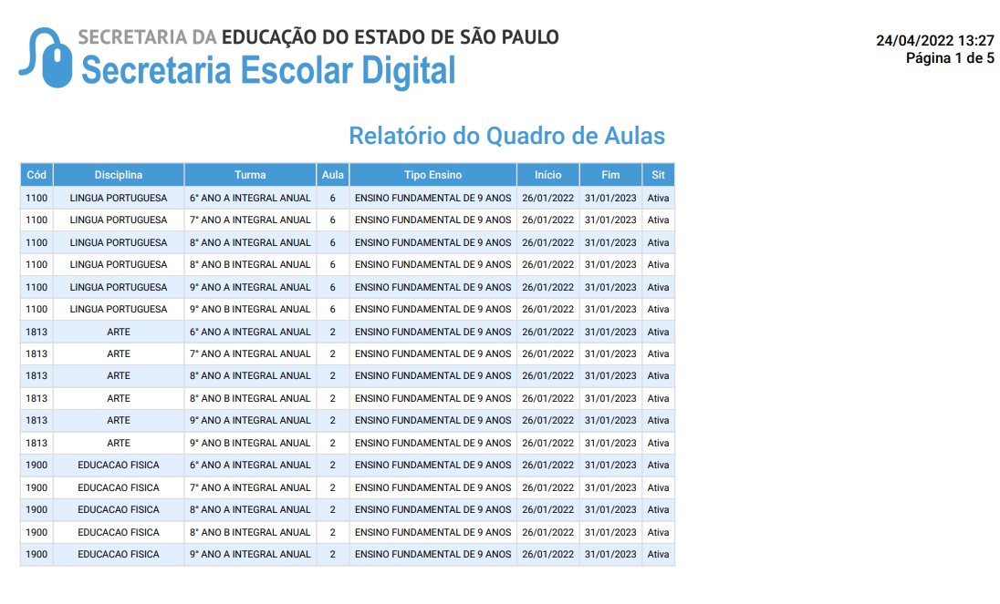 SECRETARIA DA EDUCAÇÃO DO ESTADO DE SÃO PAULO
Secretaria Escolar Digital
24/04/2022 13:27
Página 1 de 5
Relatório do Quadro de Aulas
Cód Disciplina Turma Aula Tipo Ensino Início Fim Sit
1100 LINGUA PORTUGUESA 6° ANO A INTEGRAL ANUAL 6 ENSINO FUNDAMENTAL DE 9 ANOS 26/01/2022 31/01/2023 Ativa
1100 LINGUA PORTUGUESA 7° ANO A INTEGRAL ANUAL 6 ENSINO FUNDAMENTAL DE 9 ANOS 26/01/2022 31/01/2023 Ativa
1100 LINGUA PORTUGUESA 8° ANO A INTEGRAL ANUAL 6 ENSINO FUNDAMENTAL DE 9 ANOS 26/01/2022 31/01/2023 Ativa
1100 LINGUA PORTUGUESA 8° ANO B INTEGRAL ANUAL 6 ENSINO FUNDAMENTAL DE 9 ANOS 26/01/2022 31/01/2023 Ativa
1100 LINGUA PORTUGUESA 9° ANO A INTEGRAL ANUAL 6 ENSINO FUNDAMENTAL DE 9 ANOS 26/01/2022 31/01/2023 Ativa
1100 LINGUA PORTUGUESA 9° ANO B INTEGRAL ANUAL 6 ENSINO FUNDAMENTAL DE 9 ANOS 26/01/2022 31/01/2023 Ativa
1813 ARTE 6° ANO A INTEGRAL ANUAL 2 ENSINO FUNDAMENTAL DE 9 ANOS 26/01/2022 31/01/2023 Ativa
1813 ARTE 7° ANO A INTEGRAL ANUAL 2 ENSINO FUNDAMENTAL DE 9 ANOS 26/01/2022 31/01/2023 Ativa
1813 ARTE 8° ANO A INTEGRAL ANUAL 2 ENSINO FUNDAMENTAL DE 9 ANOS 26/01/2022 31/01/2023 Ativa
1813 ARTE 8° ANO B INTEGRAL ANUAL 2 ENSINO FUNDAMENTAL DE 9 ANOS 26/01/2022 31/01/2023 Ativa
1813 ARTE 9° ANO A INTEGRAL ANUAL 2 ENSINO FUNDAMENTAL DE 9 ANOS 26/01/2022 31/01/2023 Ativa
1813 ARTE 9° ANO B INTEGRAL ANUAL 2 ENSINO FUNDAMENTAL DE 9 ANOS 26/01/2022 31/01/2023 Ativa
1900 EDUCACAO FISICA 6° ANO A INTEGRAL ANUAL 2 ENSINO FUNDAMENTAL DE 9 ANOS 26/01/2022 31/01/2023 Ativa
1900 EDUCACAO FISICA 7° ANO A INTEGRAL ANUAL 2 ENSINO FUNDAMENTAL DE 9 ANOS 26/01/2022 31/01/2023 Ativa
1900 EDUCACAO FISICA 8° ANO A INTEGRAL ANUAL 2 ENSINO FUNDAMENTAL DE 9 ANOS 26/01/2022 31/01/2023 Ativa
1900 EDUCACAO FISICA 8° ANO B INTEGRAL ANUAL 2 ENSINO FUNDAMENTAL DE 9 ANOS 26/01/2022 31/01/2023 Ativa
1900 EDUCACAO FISICA 9° ANO A INTEGRAL ANUAL 2 ENSINO FUNDAMENTAL DE 9 ANOS 26/01/2022 31/01/2023 Ativa